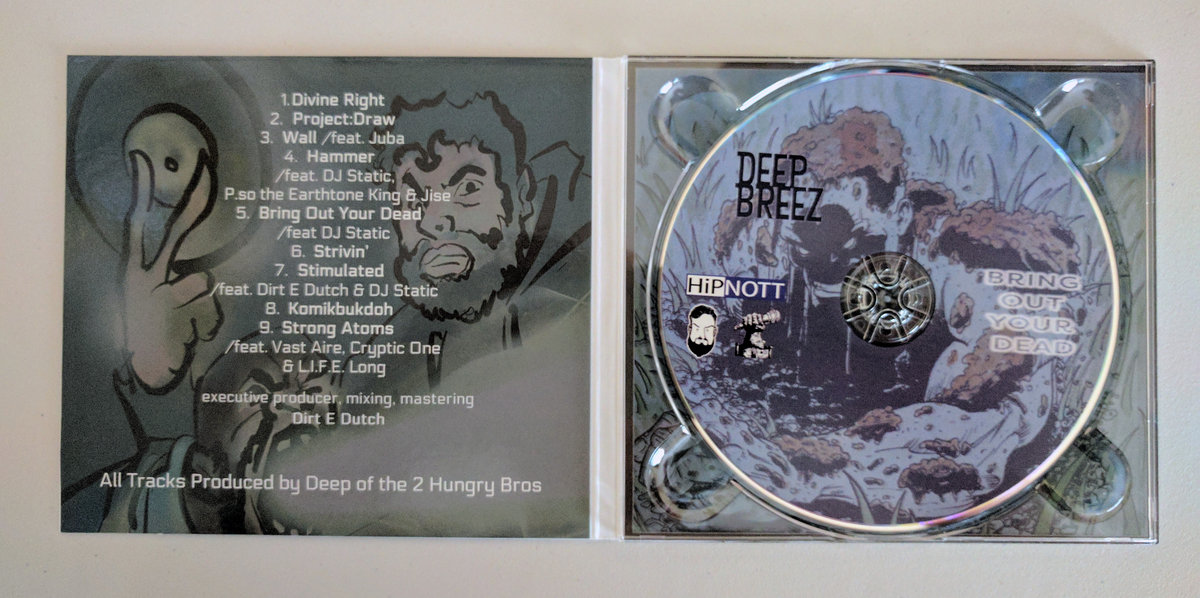 1. Divine Right
2. Project:Draw
3. Wall /feat. Juba
4. Hammer
/feat. DJ Static,
P.so the Earthtone King & Jise
5. Bring Out Your Dead
/feat DJ Static
6. Strivin'
7. Stimulated
/feat. Dirt E Dutch & DJ Static
8. Komikbukdoh
9. Strong Atoms
/feat. Vast Aire, Cryptic One
& L.I.F.E. Long
executive producer, mixing, mastering
Dirt E Dutch
All Tracks Produced by Deep of the 2 Hungry Bros
DEEP
BREEZ
HiPNOTT
BRING
OUT
YOUR
DEAD